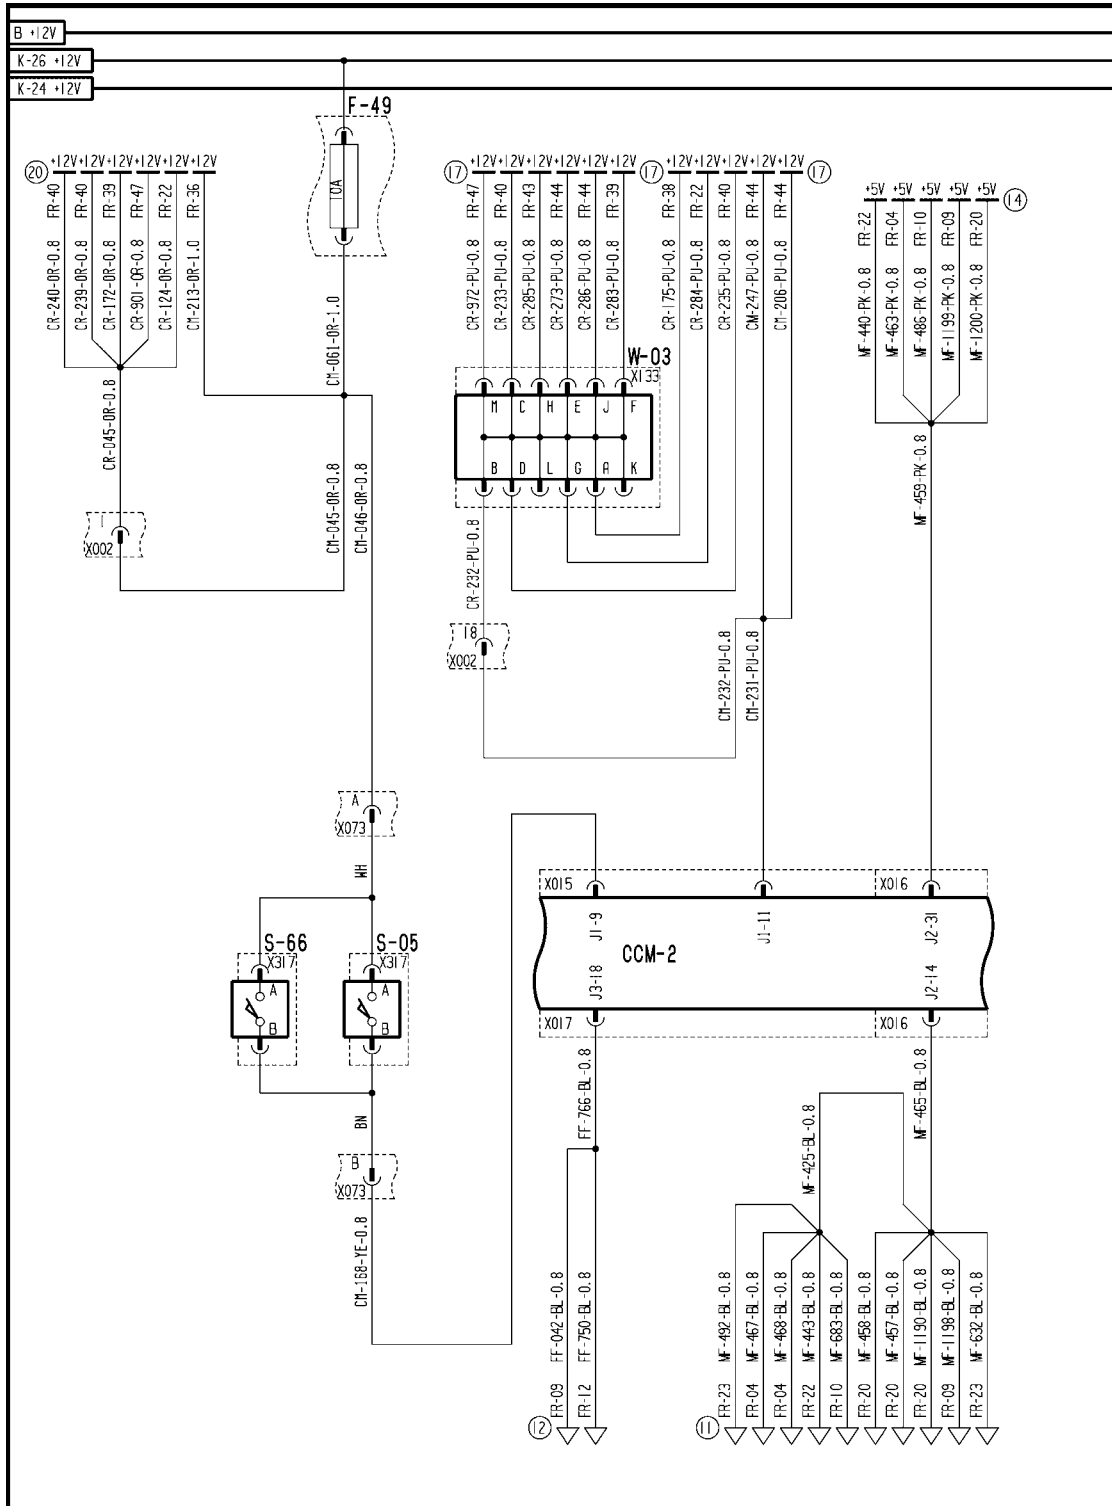 B +12V
K-26 +12V
K-24 +12V
F-49
10A
20
+12V +12V +12V +12V +12V +12V
FR-40 FR-40 FR-39 FR-47 FR-22 FR-36
CR-240-OR-0.8
CR-239-OR-0.8
CR-172-OR-0.8
CR-901-OR-0.8
CR-124-OR-0.8
CM-213-OR-1.0
CM-061-OR-1.0
17
+12V +12V +12V +12V +12V +12V
17
+12V +12V +12V +12V +12V
17
FR-47 FR-40 FR-43 FR-44 FR-44 FR-39
FR-38 FR-22 FR-40 FR-44 FR-44
CR-972-PU-0.8
CR-233-PU-0.8
CR-285-PU-0.8
CR-273-PU-0.8
CR-286-PU-0.8
CR-283-PU-0.8
CR-175-PU-0.8
CR-284-PU-0.8
CR-235-PU-0.8
CM-247-PU-0.8
CM-206-PU-0.8
+5V +5V +5V +5V +5V
14
FR-22 FR-04 FR-10 FR-09 FR-20
MF-440-PK-0.8
MF-463-PK-0.8
MF-486-PK-0.8
MF-1199-PK-0.8
MF-1200-PK-0.8
W-03
X133
M C H E J F
B D L G A K
CR-045-OR-0.8
CM-045-OR-0.8
CM-046-OR-0.8
MF-459-PK-0.8
1
X002
CR-232-PU-0.8
18
X002
CM-232-PU-0.8
CM-231-PU-0.8
A
X073
WH
X015
X016
J1-9
J1-11
J2-31
CCM-2
J3-18
J2-14
X017
X016
S-66
X317
A
B
S-05
X317
A
B
BN
B
X073
CM-168-YE-0.8
FF-766-BL-0.8
MF-425-BL-0.8
MF-465-BL-0.8
FF-042-BL-0.8
FF-750-BL-0.8
MF-492-BL-0.8
MF-467-BL-0.8
MF-468-BL-0.8
MF-443-BL-0.8
MF-683-BL-0.8
MF-458-BL-0.8
MF-457-BL-0.8
MF-1190-BL-0.8
MF-1198-BL-0.8
MF-632-BL-0.8
12
FR-09 FR-12
11
FR-23 FR-04 FR-04 FR-22 FR-10 FR-20 FR-20 FR-20 FR-09 FR-23